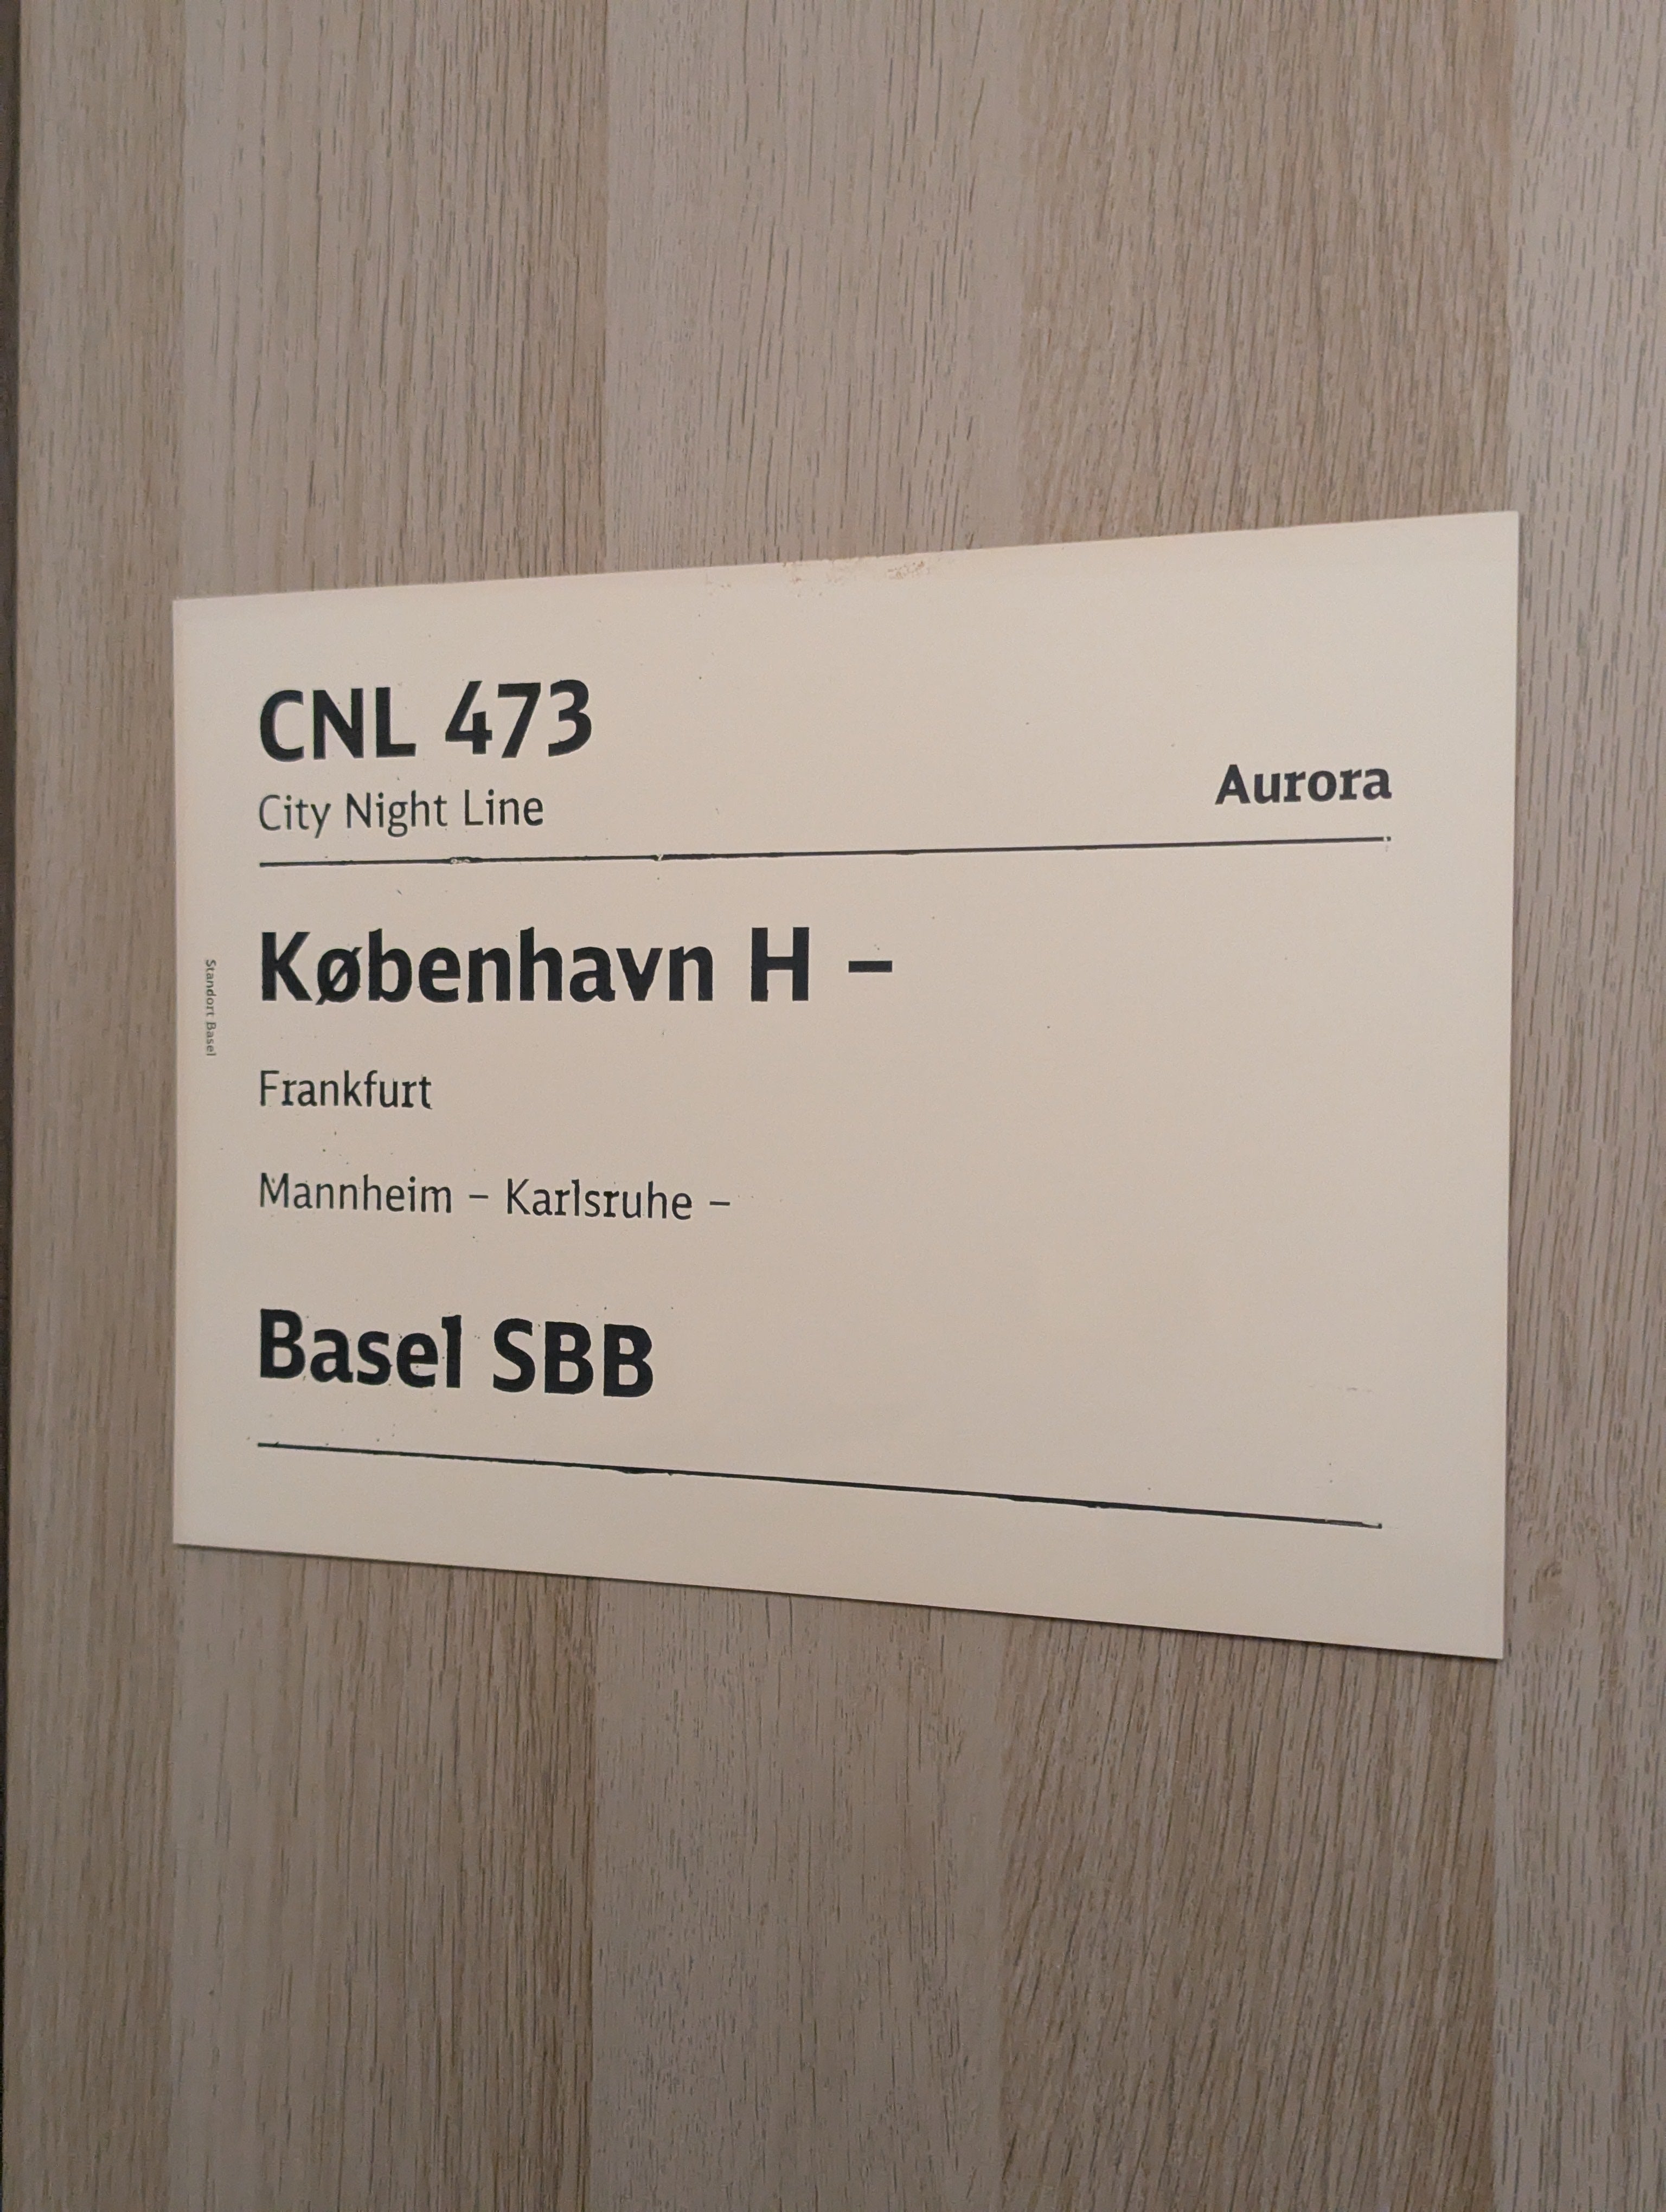 CNL 473
City Night Line
Aurora
København H –
Frankfurt
Mannheim – Karlsruhe –
Basel SBB
Standort Basel